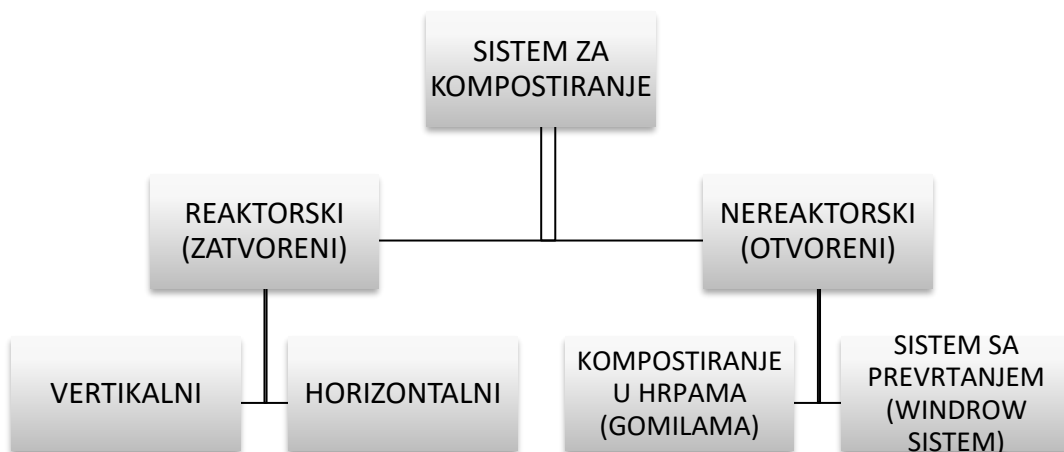 SISTEM ZA
KOMPOSTIRANJE
REAKTORSKI
(ZATVORENI)
NEREAKTORSKI
(OTVORENI)
VERTIKALNI
HORIZONTALNI
KOMPOSTIRANJE
U HRPAMA
(GOMILAMA)
SISTEM SA
PREVRTANJEM
(WINDROW
SISTEM)